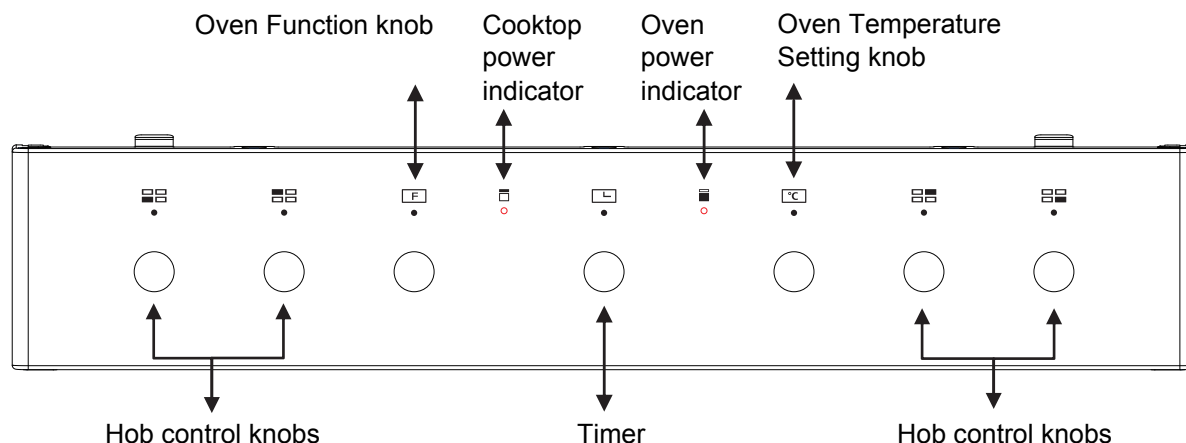 Oven Function knob
Cooktop
power
indicator
Oven
power
indicator
Oven Temperature
Setting knob
F
°C
Hob control knobs
Timer
Hob control knobs